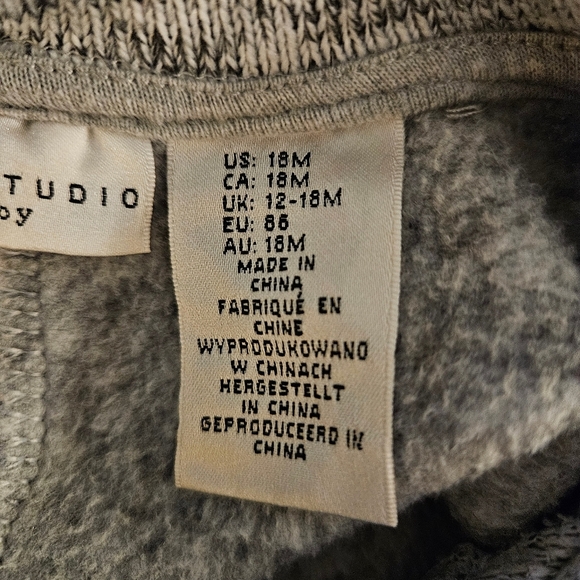 TUDIO
by
US: 18M
CA: 18M
UK: 12-18M
EU: 86
AU: 18M
MADE IN
CHINA
FABRIQUÉ EN
CHINE
WYPRODUKOWANO
W CHINACH
HERGESTELLT
IN CHINA
GEPRODUCEERD IN
CHINA